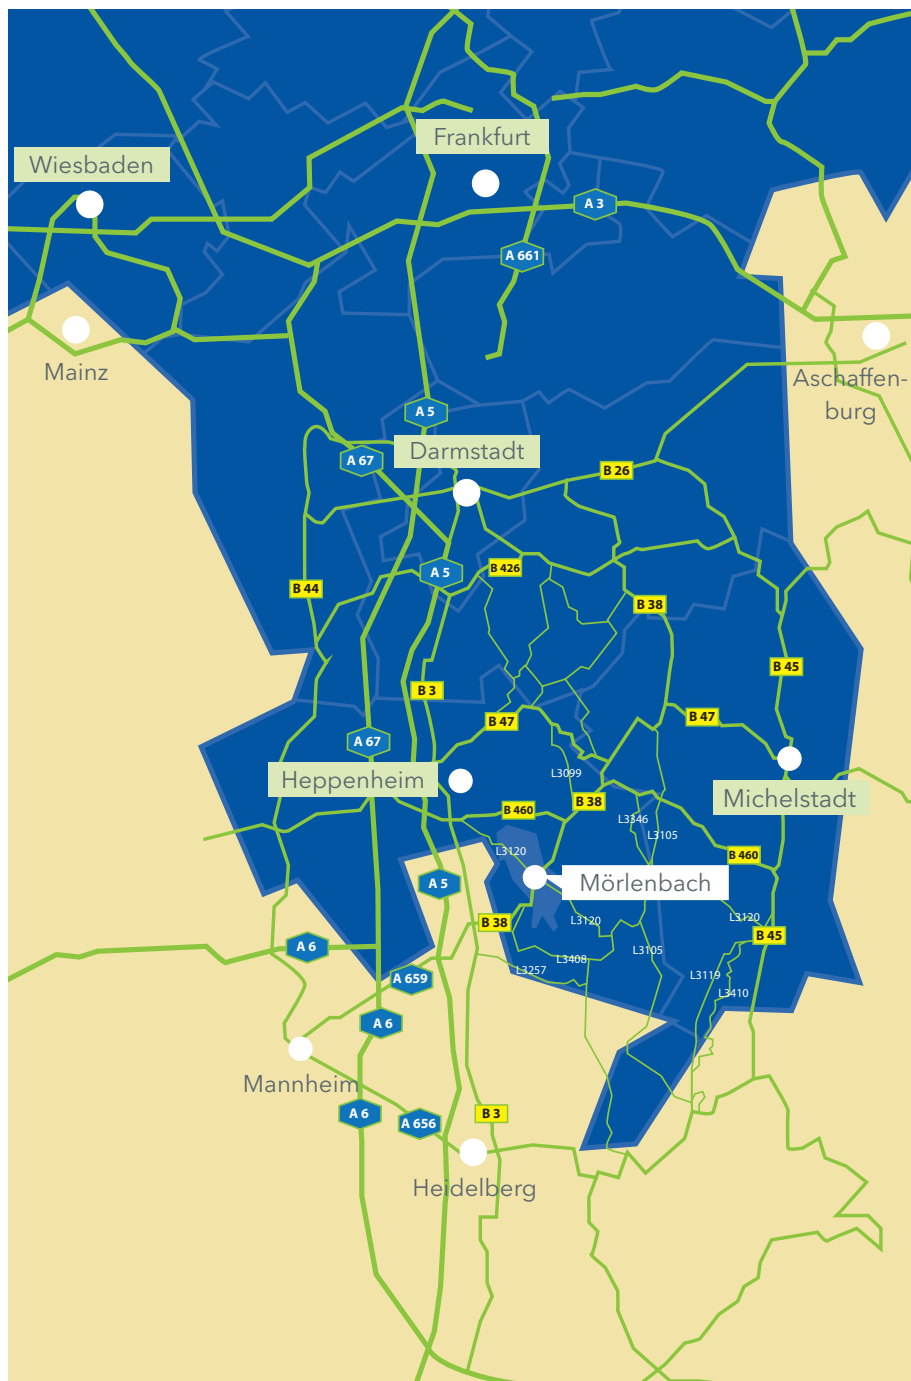 Frankfurt
Wiesbaden
A 3
A 661
Mainz
Aschaffen-
burg
A 5
Darmstadt
A 67
B 26
B 426
A 5
B 44
B 38
B 45
B 3
B 47
B 47
A 67
L3099
Heppenheim
Michelstadt
B 38
B 460
L3346
L3105
L3120
B 460
A 5
Mörlenbach
L3120
L3120
B 38
B 45
A 6
L3105
L3408
L3257
L3119
A 659
L3410
A 6
Mannheim
A 6
B 3
A 656
Heidelberg